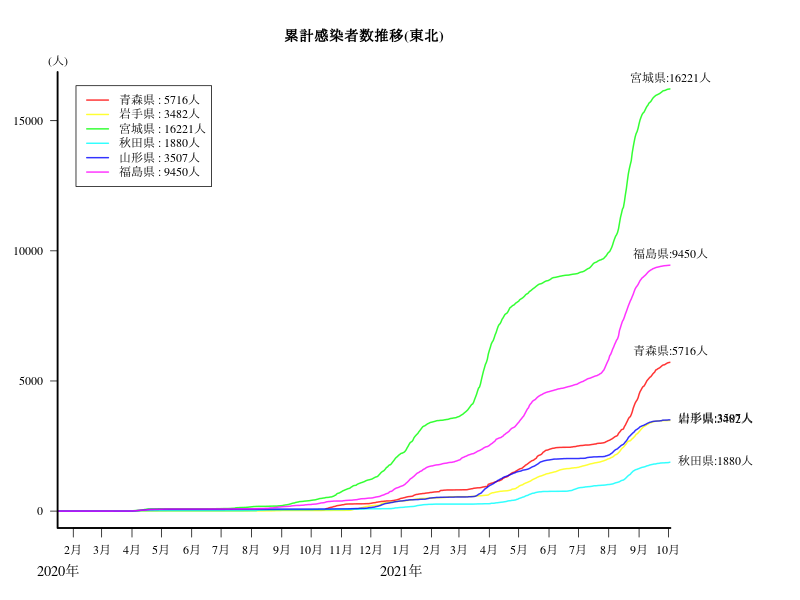 累計感染者数推移(東北)
(人)
宮城県:16221人
青森県 : 5716人
岩手県 : 3482人
宮城県 : 16221人
秋田県 : 1880人
山形県 : 3507人
福島県 : 9450人
15000
10000
福島県:9450人
青森県:5716人
5000
秋田県:1880人
0
2月 3月 4月 5月 6月 7月 8月 9月 10月 11月 12月 1月 2月 3月 4月 5月 6月 7月 8月 9月 10月
2020年 2021年